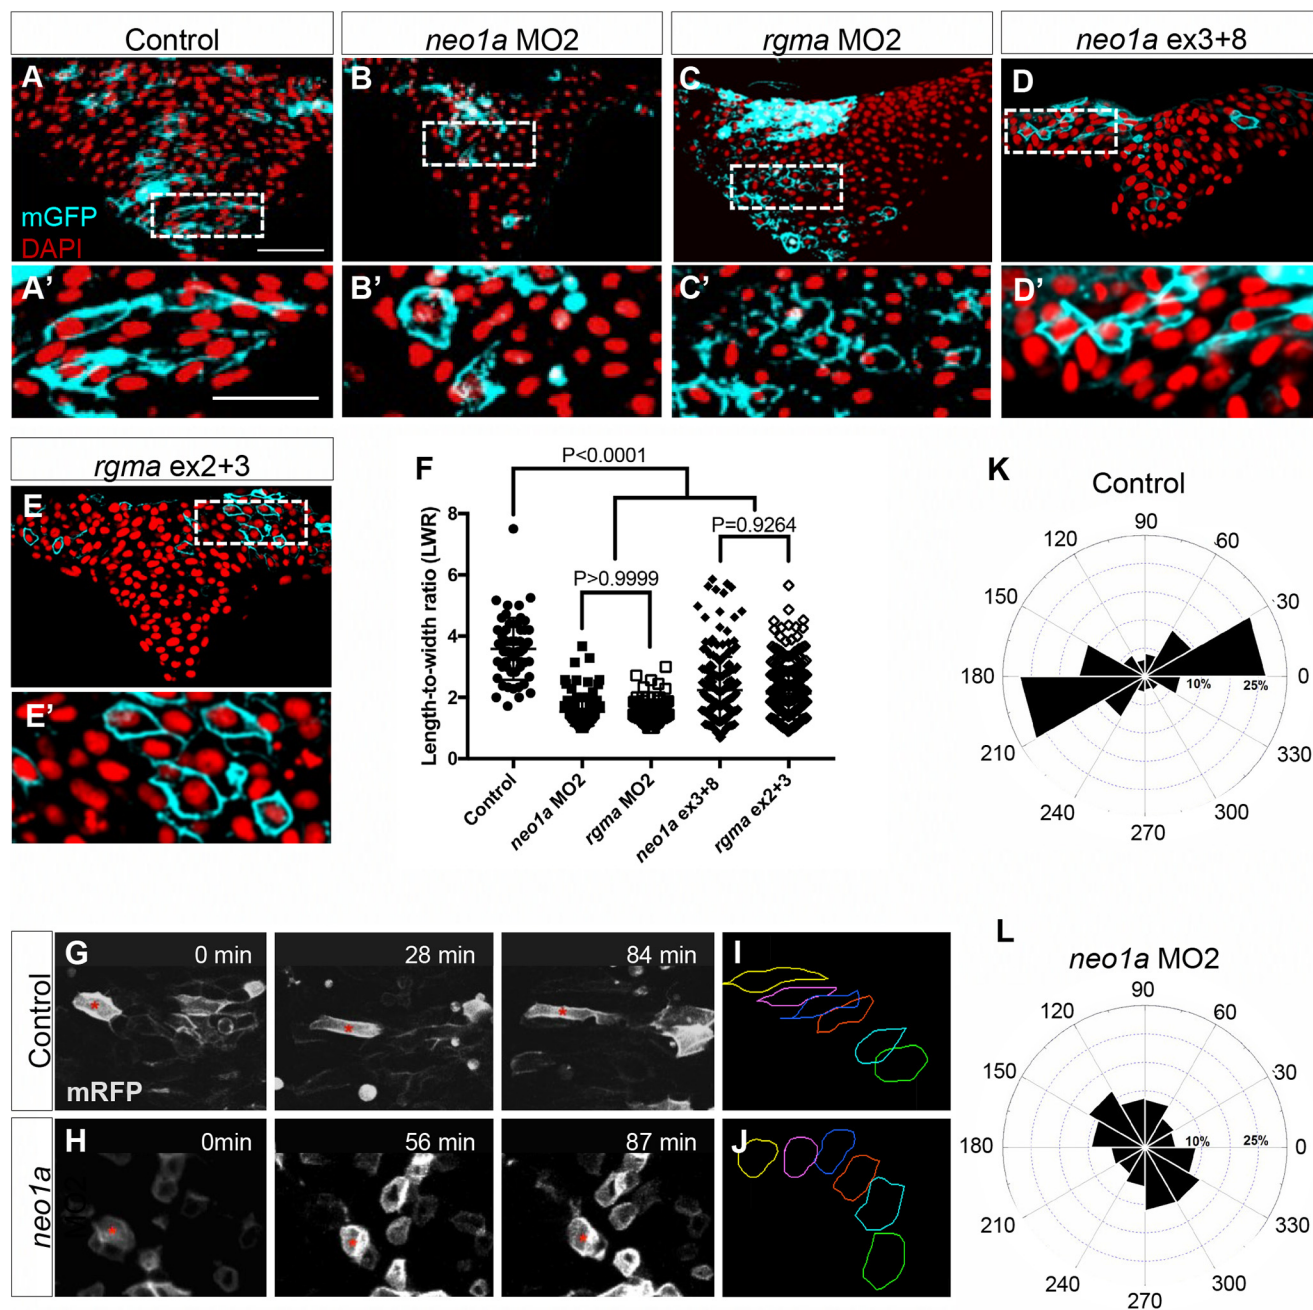 Control
neo1a MO2
rgma MO2
neo1a ex3+8
A
B
C
D
mGFP
DAPI
A'
B'
C'
D'
rgma ex2+3
E
E'
F
P<0.0001
P=0.9264
P>0.9999
Length-to-width ratio (LWR)
8
6
4
2
0
Control
neo1a MO2
rgma MO2
neo1a ex3+8
rgma ex2+3
K
Control
90
60
30
0
330
300
270
240
210
180
150
120
10%
25%
Control
G
0 min
28 min
84 min
mRFP
I
neo1a
MO2
H
0min
56 min
87 min
J
L
neo1a MO2
90
60
30
0
330
300
270
240
210
180
150
120
10%
25%